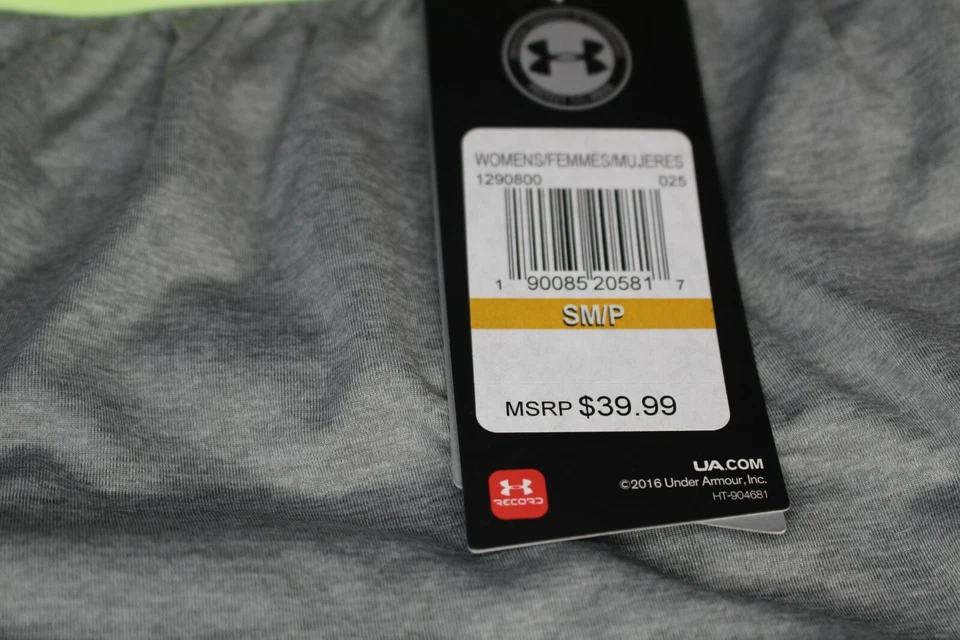 WOMENS/FEMMES/MUJERES
1290800 025
1 90085 20581 7
SM/P
MSRP $39.99
RECORD
UA.COM
©2016 Under Armour, Inc.
HT-904681